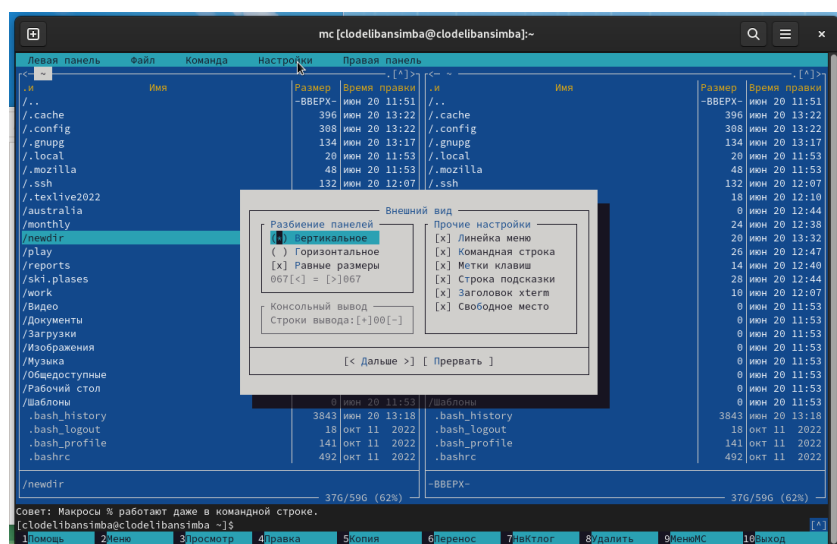 mc [clodelibansimba@clodelibansimba]:~
Левая панель Файл Команда Настройки Правая панель
<— ~ .[^]> <— ~ .[^]>
.и Имя Размер Время правки .и Имя Размер Время правки
/.. -ВВЕРХ- июн 20 11:51 /.. -ВВЕРХ- июн 20 11:51
/.cache 396 июн 20 13:22 /.cache 396 июн 20 13:22
/.config 308 июн 20 13:22 /.config 308 июн 20 13:22
/.gnupg 134 июн 20 13:17 /.gnupg 134 июн 20 13:17
/.local 20 июн 20 11:53 /.local 20 июн 20 11:53
/.mozilla 48 июн 20 11:53 /.mozilla 48 июн 20 11:53
/.ssh 132 июн 20 12:07 /.ssh 132 июн 20 12:07
/.texlive2022 18 июн 20 12:10
/australia Внешний вид 0 июн 20 12:44
/monthly Разбиение панелей Прочие настройки 24 июн 20 12:38
/newdir ( ) Вертикальное [x] Линейка меню 20 июн 20 13:32
/play ( ) Горизонтальное [x] Командная строка 26 июн 20 12:47
/reports [x] Равные размеры [x] Метки клавиш 14 июн 20 12:40
/ski.plases 067[<] = [>]067 [x] Строка подсказки 28 июн 20 12:44
/work [x] Заголовок xterm 10 июн 20 12:07
/Видео Консольный вывод [x] Свободное место 0 июн 20 11:53
/Документы Строки вывода:[+]00[-] 0 июн 20 11:53
/Загрузки 0 июн 20 11:53
/Изображения 0 июн 20 11:53
/Музыка [< Дальше >] [ Прервать ] 0 июн 20 11:53
/Общедоступные 0 июн 20 11:53
/Рабочий стол 0 июн 20 11:53
/Шаблоны 0 июн 20 11:53 /Шаблоны 0 июн 20 11:53
.bash_history 3843 июн 20 13:18 .bash_history 3843 июн 20 13:18
.bash_logout 18 окт 11 2022 .bash_logout 18 окт 11 2022
.bash_profile 141 окт 11 2022 .bash_profile 141 окт 11 2022
.bashrc 492 окт 11 2022 .bashrc 492 окт 11 2022
/newdir -ВВЕРХ-
37G/59G (62%) 37G/59G (62%)
Совет: Макросы % работают даже в командной строке.
[clodelibansimba@clodelibansimba ~]$ [^]
1Помощь 2Меню 3Просмотр 4Правка 5Копия 6Перенос 7НвКтлог 8Удалить 9МенюMC 10Выход